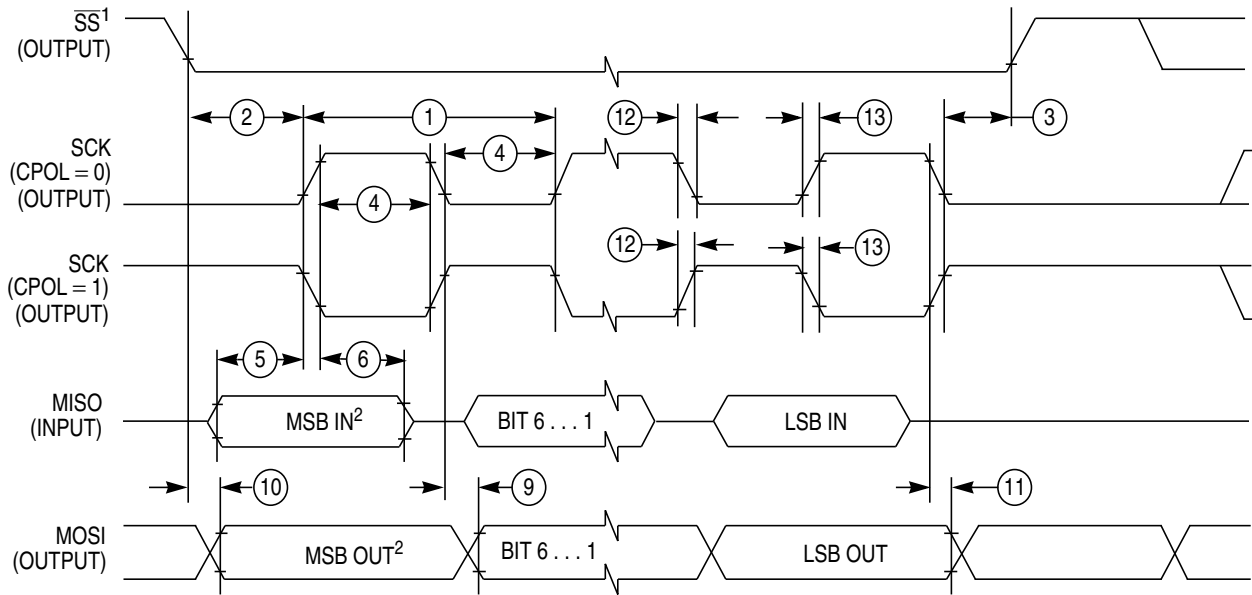 SS¹
(OUTPUT)
2
1
12
13
3
SCK
(CPOL = 0)
(OUTPUT)
4
4
12
13
SCK
(CPOL = 1)
(OUTPUT)
5
6
MISO
(INPUT)
MSB IN²
BIT 6 . . . 1
LSB IN
10
9
11
MOSI
(OUTPUT)
MSB OUT²
BIT 6 . . . 1
LSB OUT